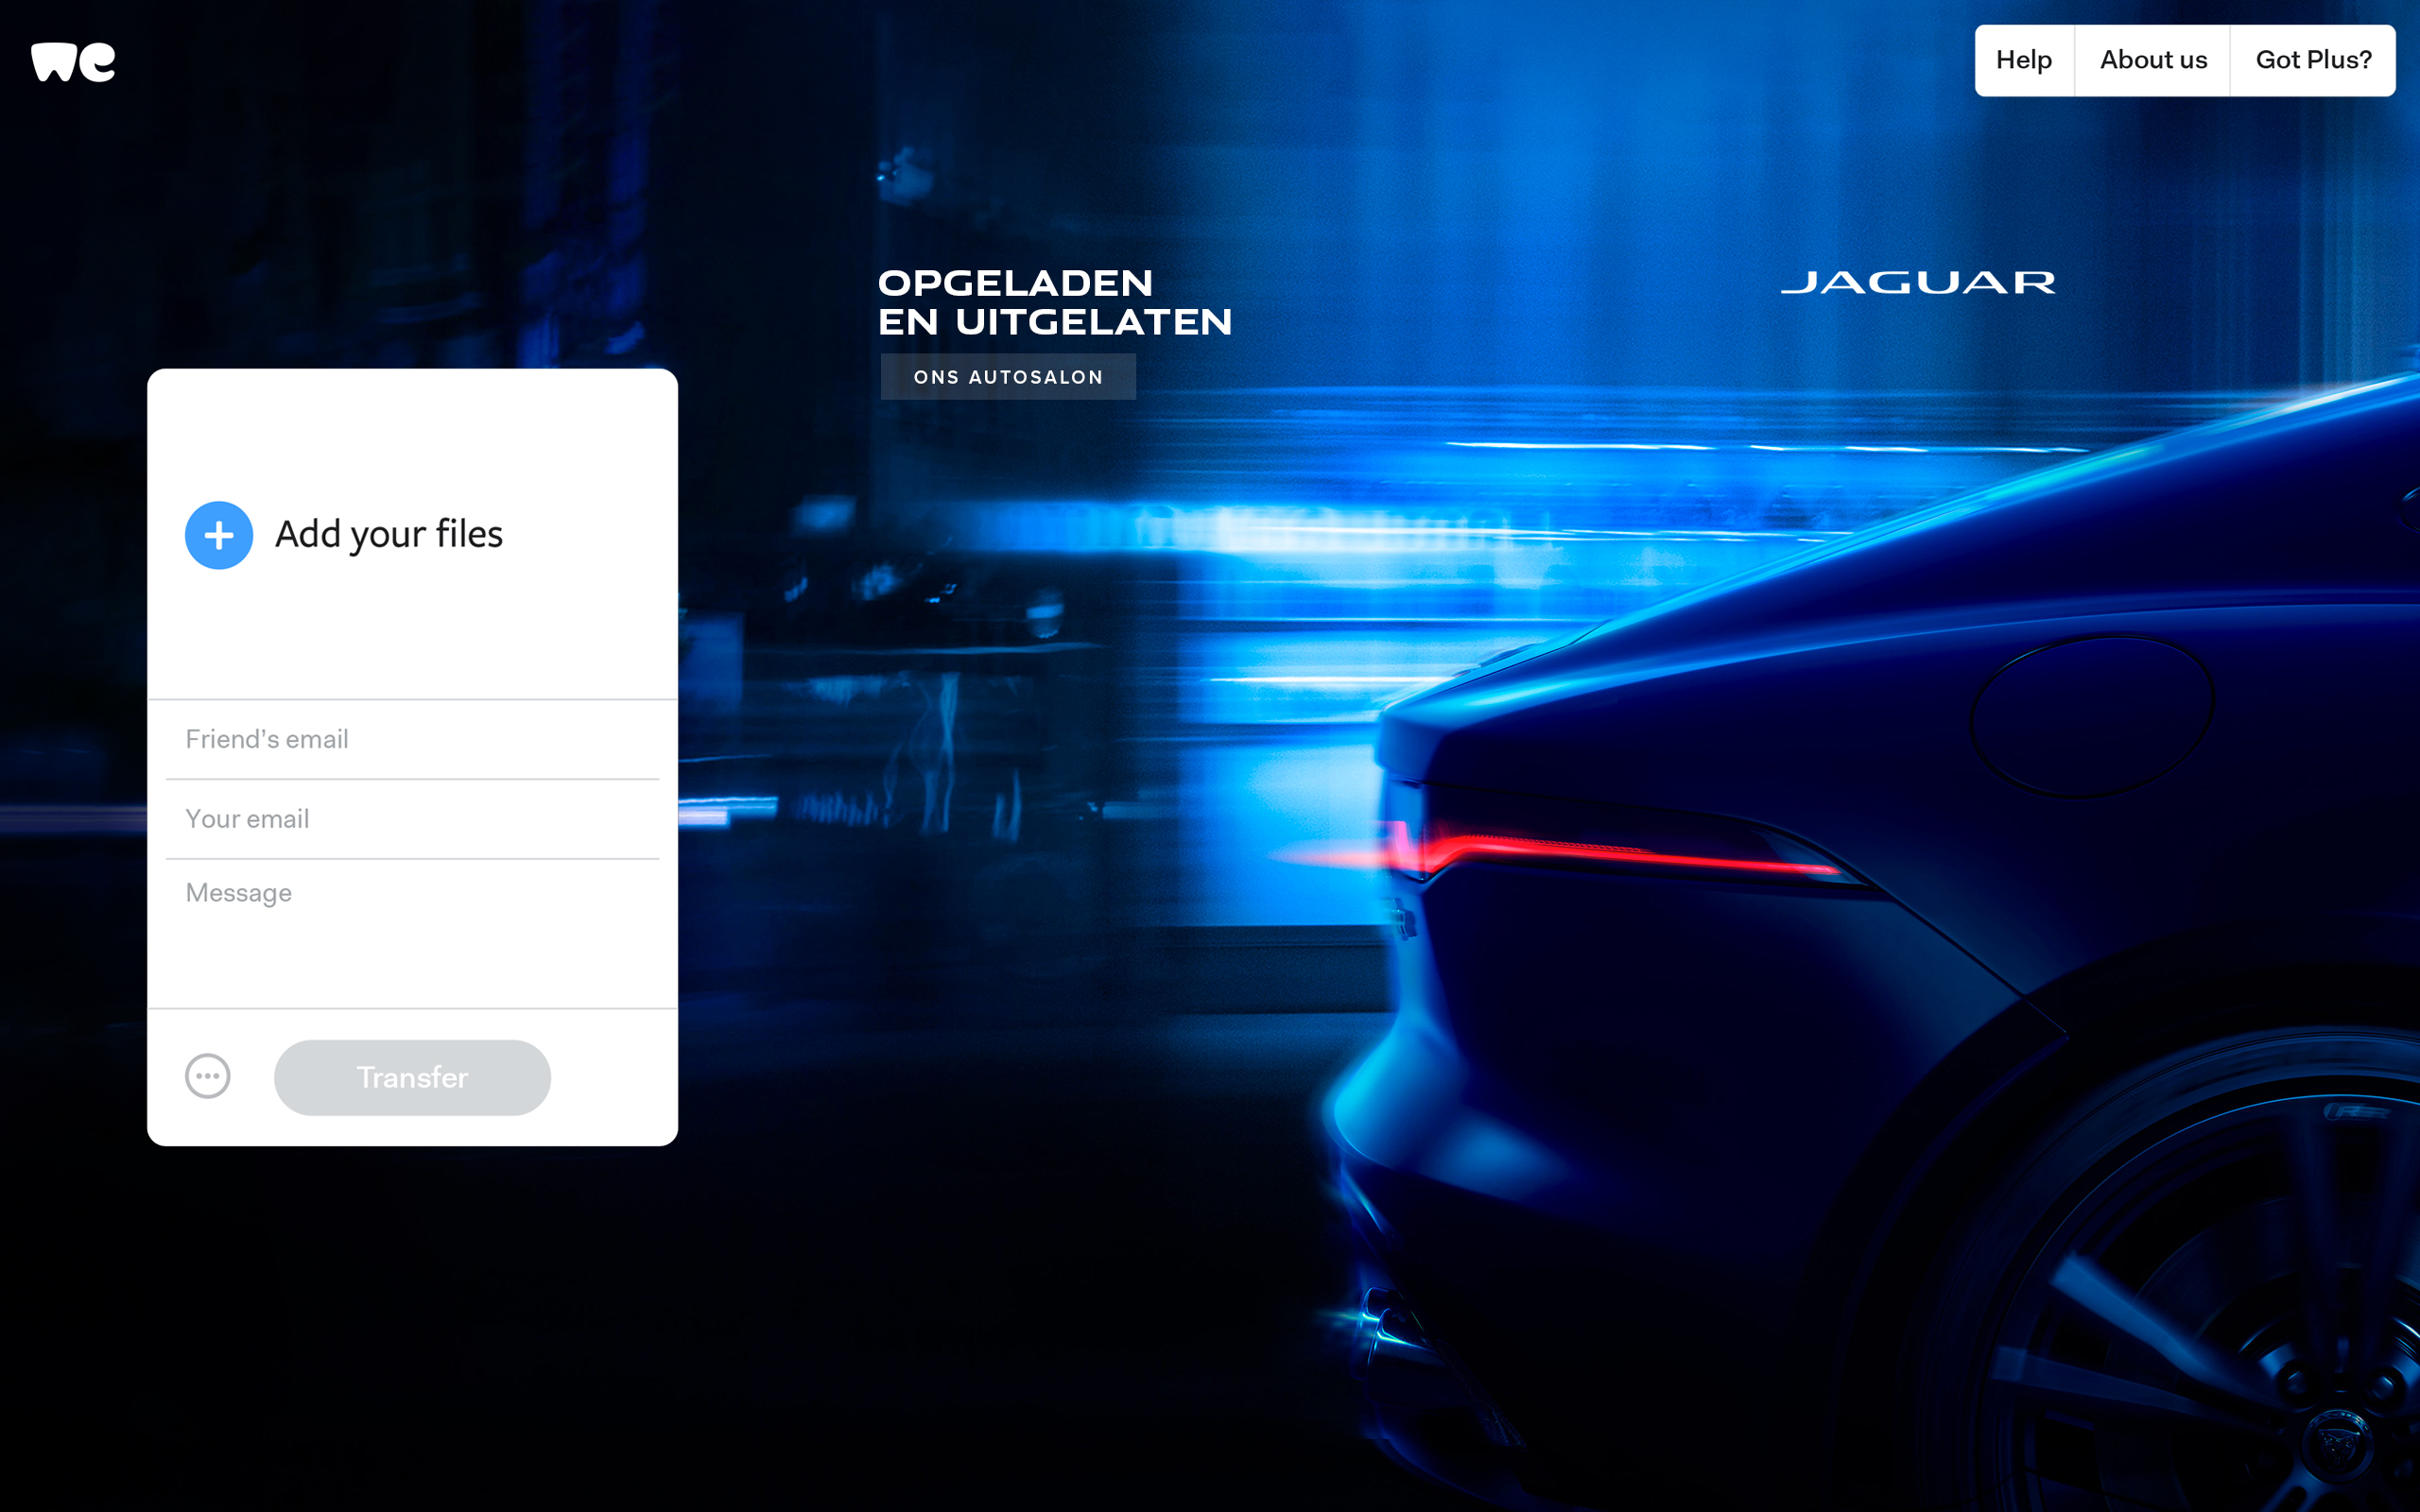 we
Help
About us
Got Plus?
OPGELADEN
EN UITGELATEN
ONS AUTOSALON
JAGUAR
Add your files
Friend's email
Your email
Message
Transfer